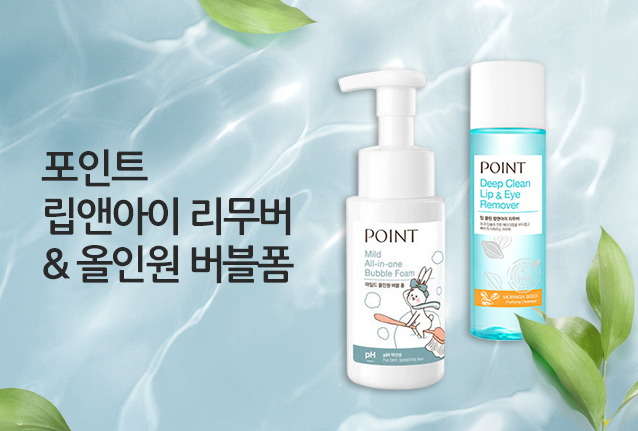 포인트
립앤아이 리무버
& 올인원 버블폼
POINT
Mild
All-in-one
Bubble Foam
마일드 올인원 버블 폼
pH
POINT
Deep Clean
Lip & Eye
Remover
딥 클린 립앤아이 리무버
MORINGA SEED
Purifying Cleanser